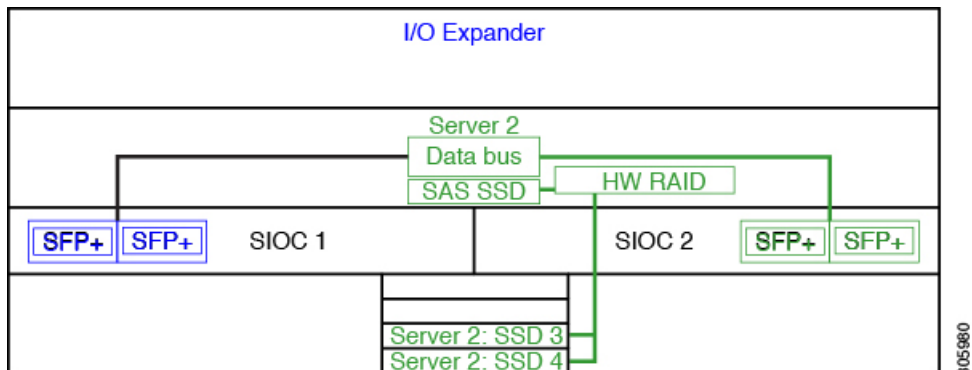 I/O Expander
Server 2
Data bus
SAS SSD
HW RAID
SFP+ SFP+ SIOC 1 SIOC 2 SFP+ SFP+
Server 2: SSD 3
Server 2: SSD 4